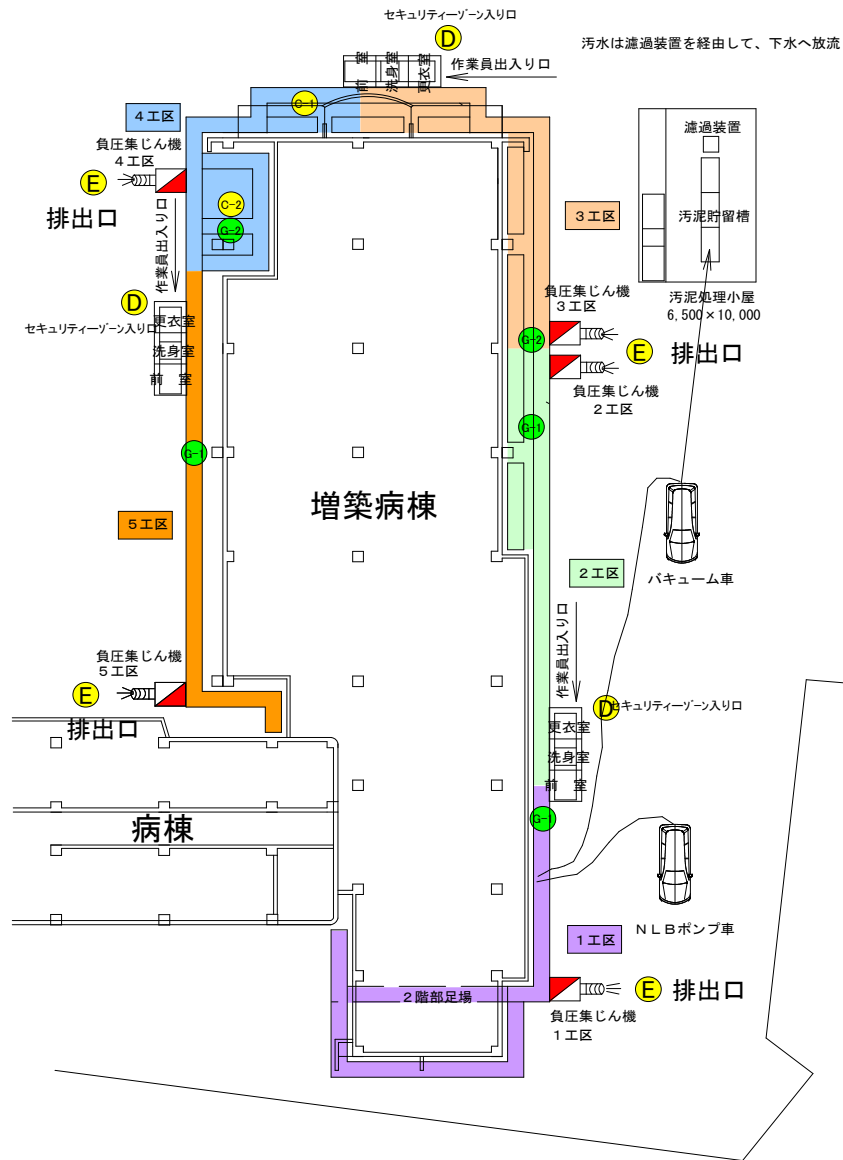 セキュリティーゾーン入り口
D
汚水は濾過装置を経由して、下水へ放流
前 室
洗身室
更衣室
作業員出入り口
4工区
C-1
濾過装置
負圧集じん機
4工区
E
排出口
C-2
G-2
3工区
汚泥貯留槽
作業員出入り口
汚泥処理小屋
6,500×10,000
D
セキュリティーゾーン入り口
更衣室
洗身室
前 室
負圧集じん機
3工区
G-2
E
排出口
負圧集じん機
2工区
G-1
G-1
増築病棟
5工区
2工区
バキューム車
作業員出入り口
負圧集じん機
5工区
E
排出口
D
セキュリティーゾーン入り口
更衣室
洗身室
前 室
病棟
G-1
NLBポンプ車
1工区
2階部足場
E
排出口
負圧集じん機
1工区